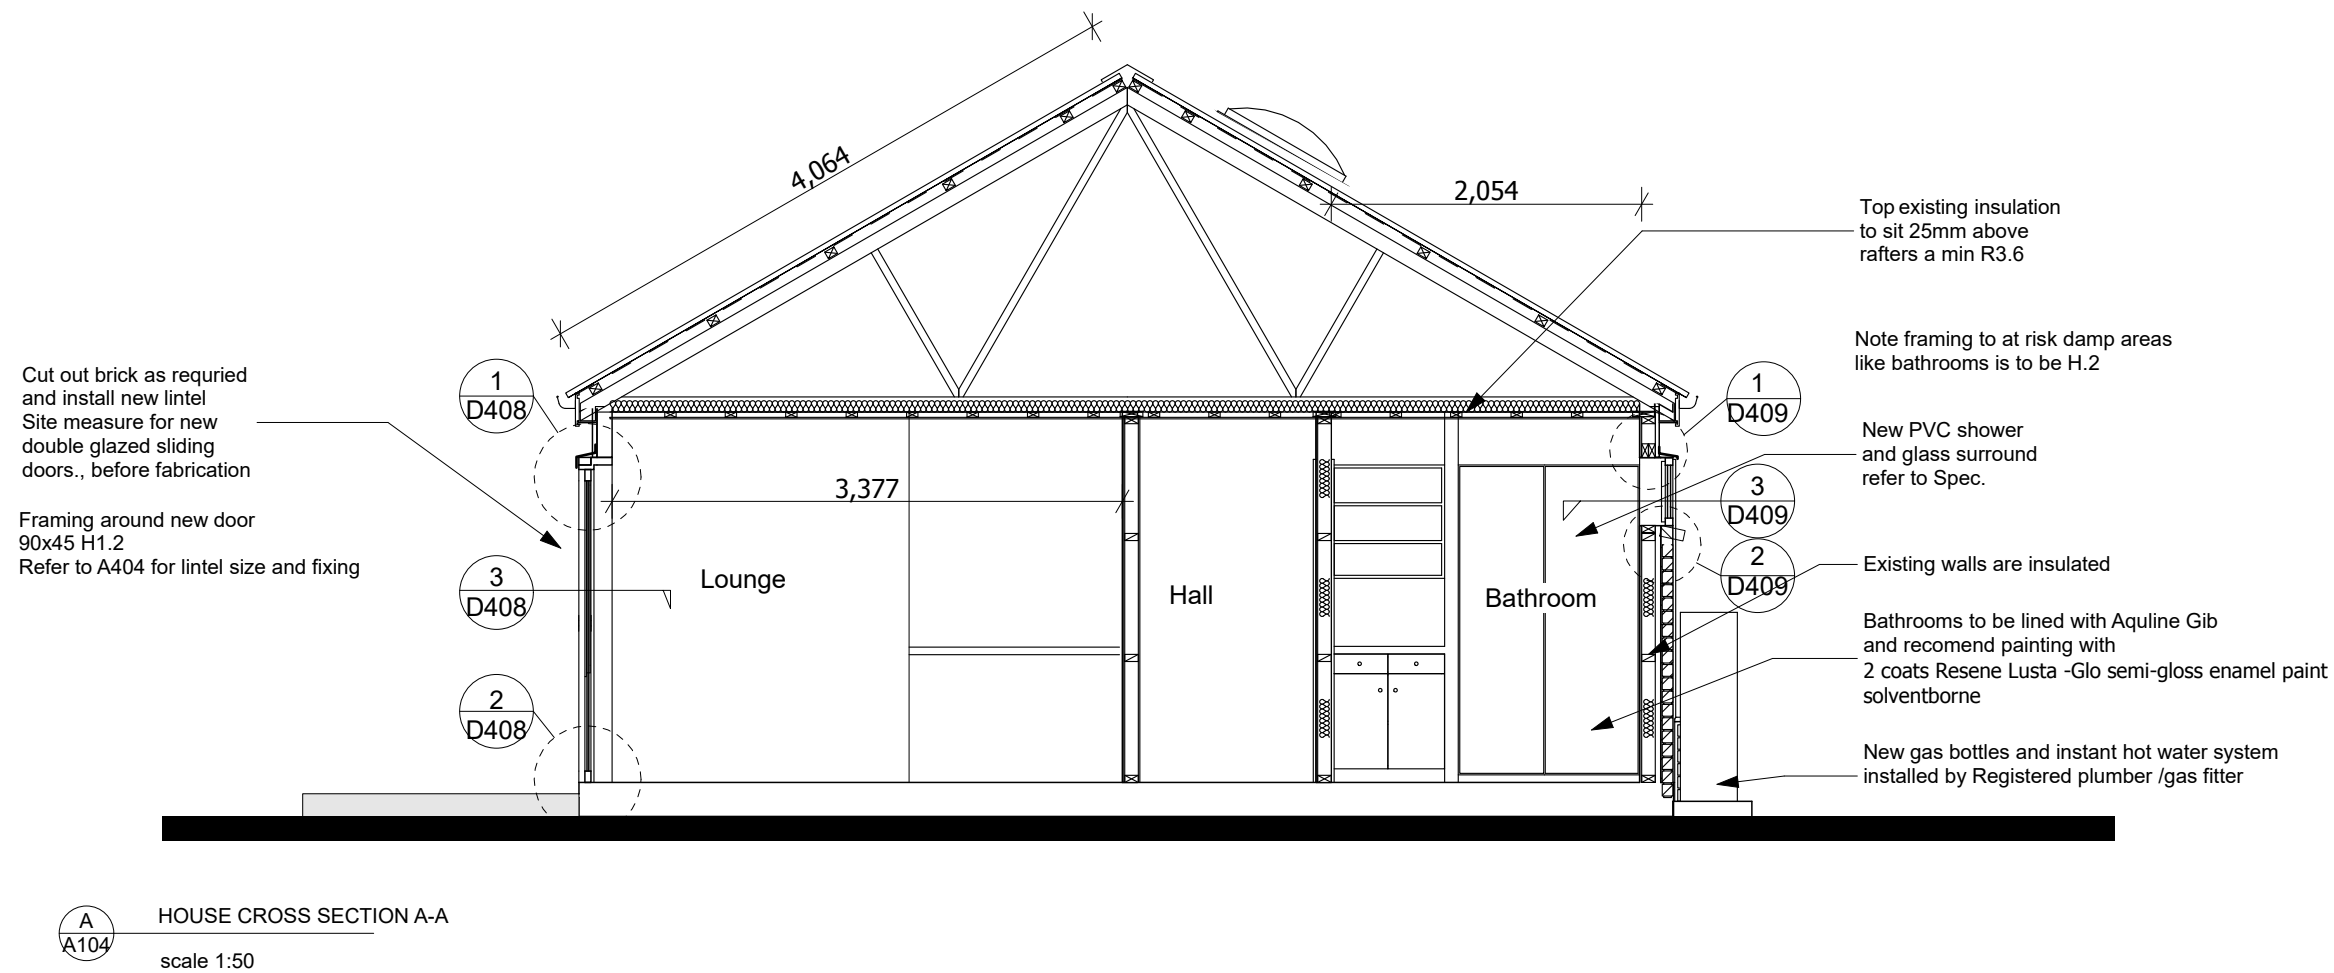 4,064
2,054
Top existing insulation
to sit 25mm above
rafters a min R3.6
Note framing to at risk damp areas
like bathrooms is to be H.2
Cut out brick as requried
and install new lintel
Site measure for new
double glazed sliding
doors., before fabrication
1
D408
1
D409
New PVC shower
and glass surround
refer to Spec.
3,377
3
D409
Framing around new door
90x45 H1.2
Refer to A404 for lintel size and fixing
2
D409
Existing walls are insulated
3
D408
Lounge
Hall
Bathroom
Bathrooms to be lined with Aquline Gib
and recomend painting with
2 coats Resene Lusta -Glo semi-gloss enamel paint
solventborne
2
D408
New gas bottles and instant hot water system
installed by Registered plumber /gas fitter
A
A104
HOUSE CROSS SECTION A-A
scale 1:50